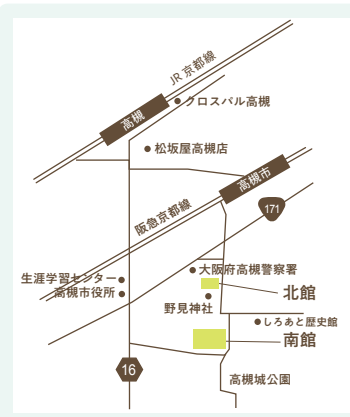 JR 京都線
クロスパル高槻
高槻
松坂屋高槻店
高槻市
阪急京都線
171
大阪府高槻警察署
生涯学習センター
高槻市役所
北館
野見神社
しろあと歴史館
南館
16
高槻城公園